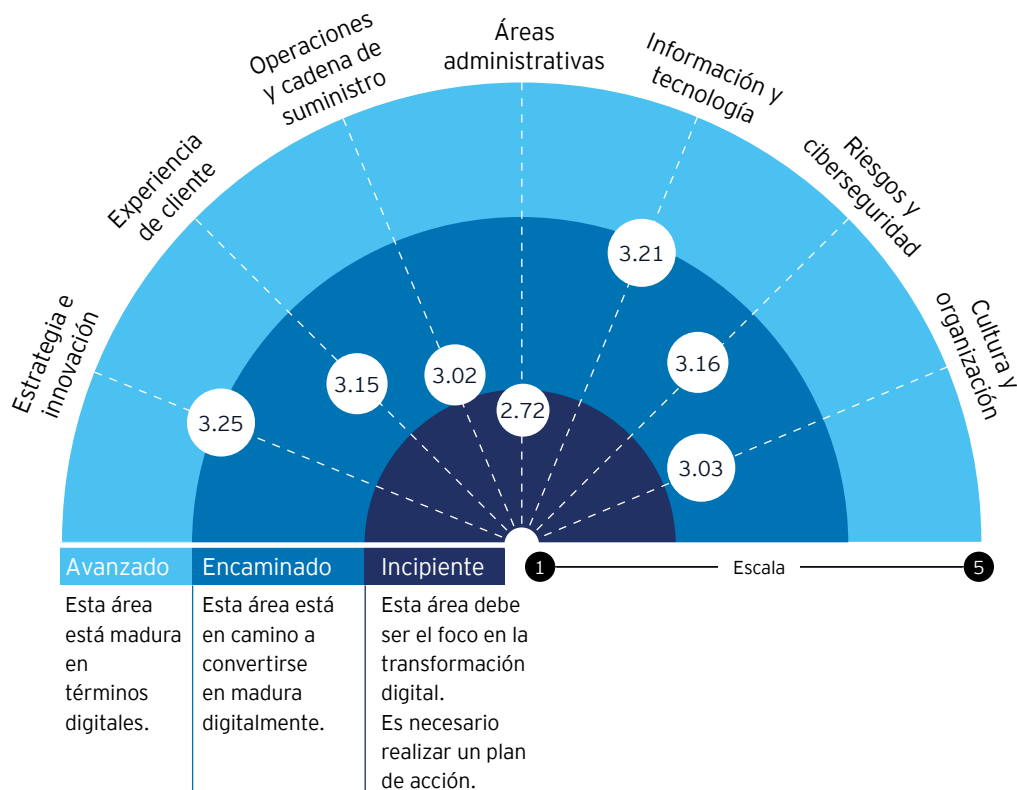 Estrategia e
innovación
Experiencia
de cliente
Operaciones
y cadena de
suministro
Áreas
administrativas
Información y
tecnología
Riesgos y
ciberseguridad
Cultura y
organización
3.25
3.15
3.02
2.72
3.21
3.16
3.03
Avanzado
Esta área
está madura
en
términos
digitales.
Encaminado
Esta área está
en camino a
convertirse
en madura
digitalmente.
Incipiente
Esta área debe
ser el foco en la
transformación
digital.
Es necesario
realizar un plan
de acción.
1 Escala 5